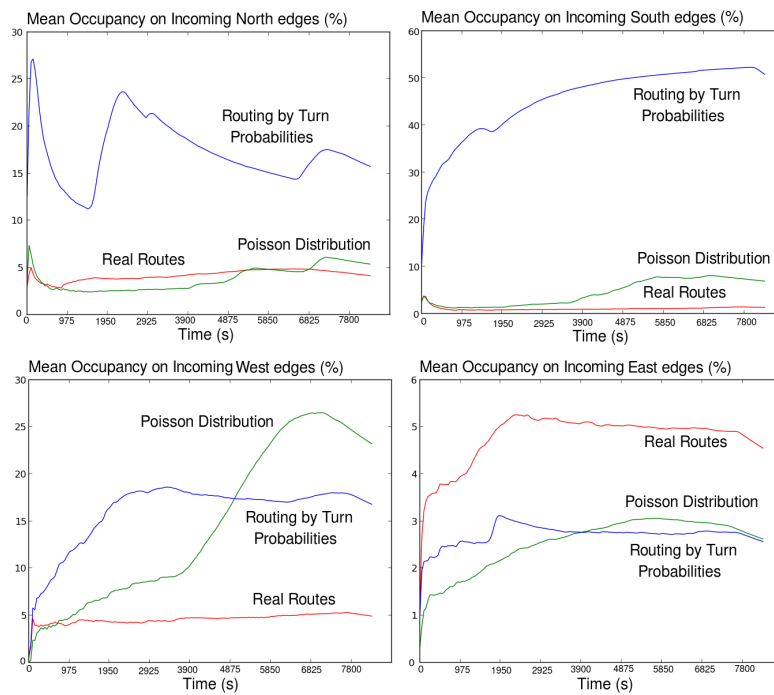 Mean Occupancy on Incoming North edges (%)
30
25
20
15
10
5
0
Routing by Turn
Probabilities
Real Routes
Poisson Distribution
0 975 1950 2925 3900 4875 5850 6825 7800
Time (s)
Mean Occupancy on Incoming South edges (%)
60
50
40
30
20
10
0
Routing by Turn
Probabilities
Poisson Distribution
Real Routes
0 975 1950 2925 3900 4875 5850 6825 7800
Time (s)
Mean Occupancy on Incoming West edges (%)
30
25
20
15
10
5
0
Poisson Distribution
Routing by Turn
Probabilities
Real Routes
0 975 1950 2925 3900 4875 5850 6825 7800
Time (s)
Mean Occupancy on Incoming East edges (%)
6
5
4
3
2
1
0
Real Routes
Poisson Distribution
Routing by Turn
Probabilities
0 975 1950 2925 3900 4875 5850 6825 7800
Time (s)